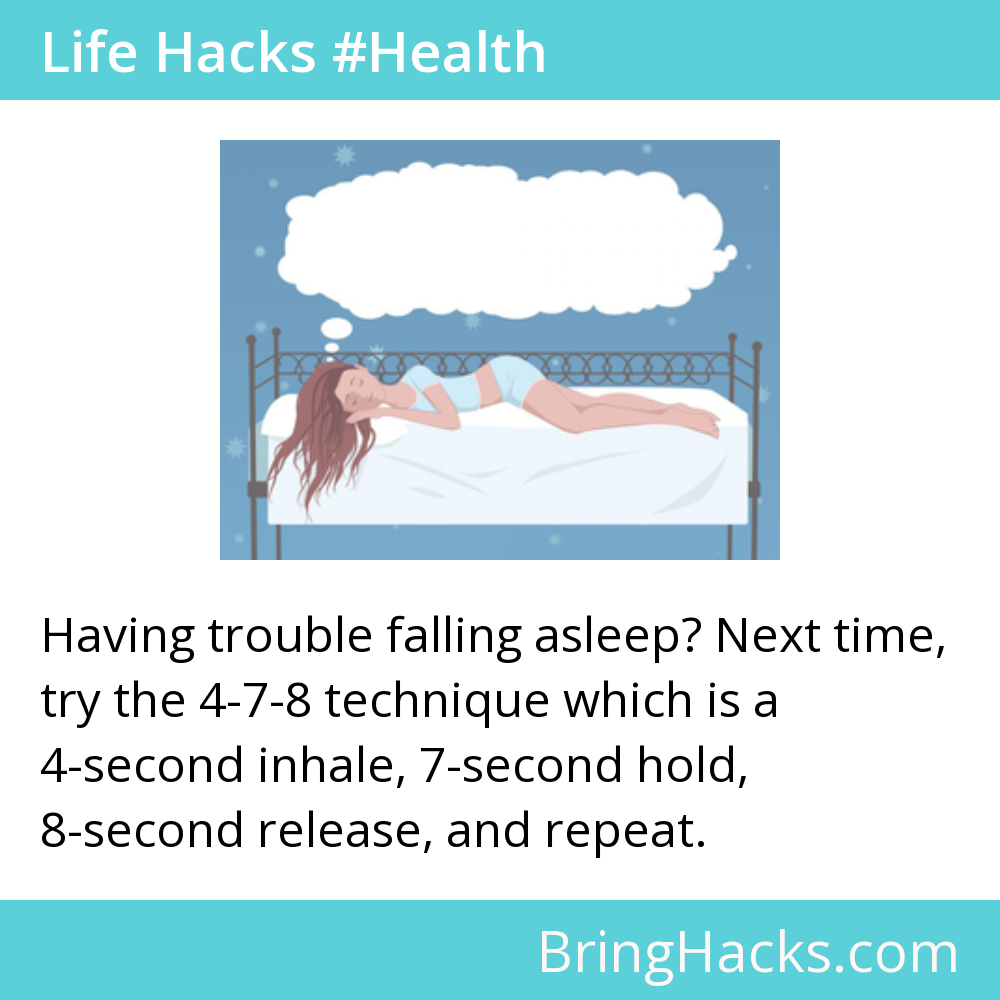 Life Hacks #Health
Having trouble falling asleep? Next time,
try the 4-7-8 technique which is a
4-second inhale, 7-second hold,
8-second release, and repeat.
BringHacks.com